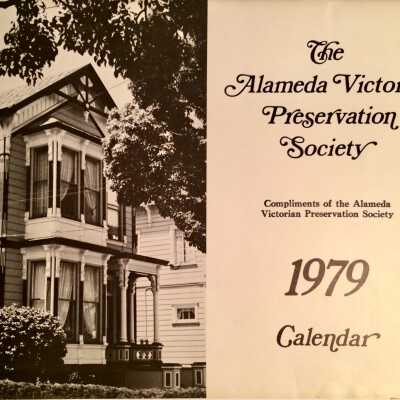 The
Alameda Victor
Preservation
Society
Compliments of the Alameda
Victorian Preservation Society
1979
Calendar